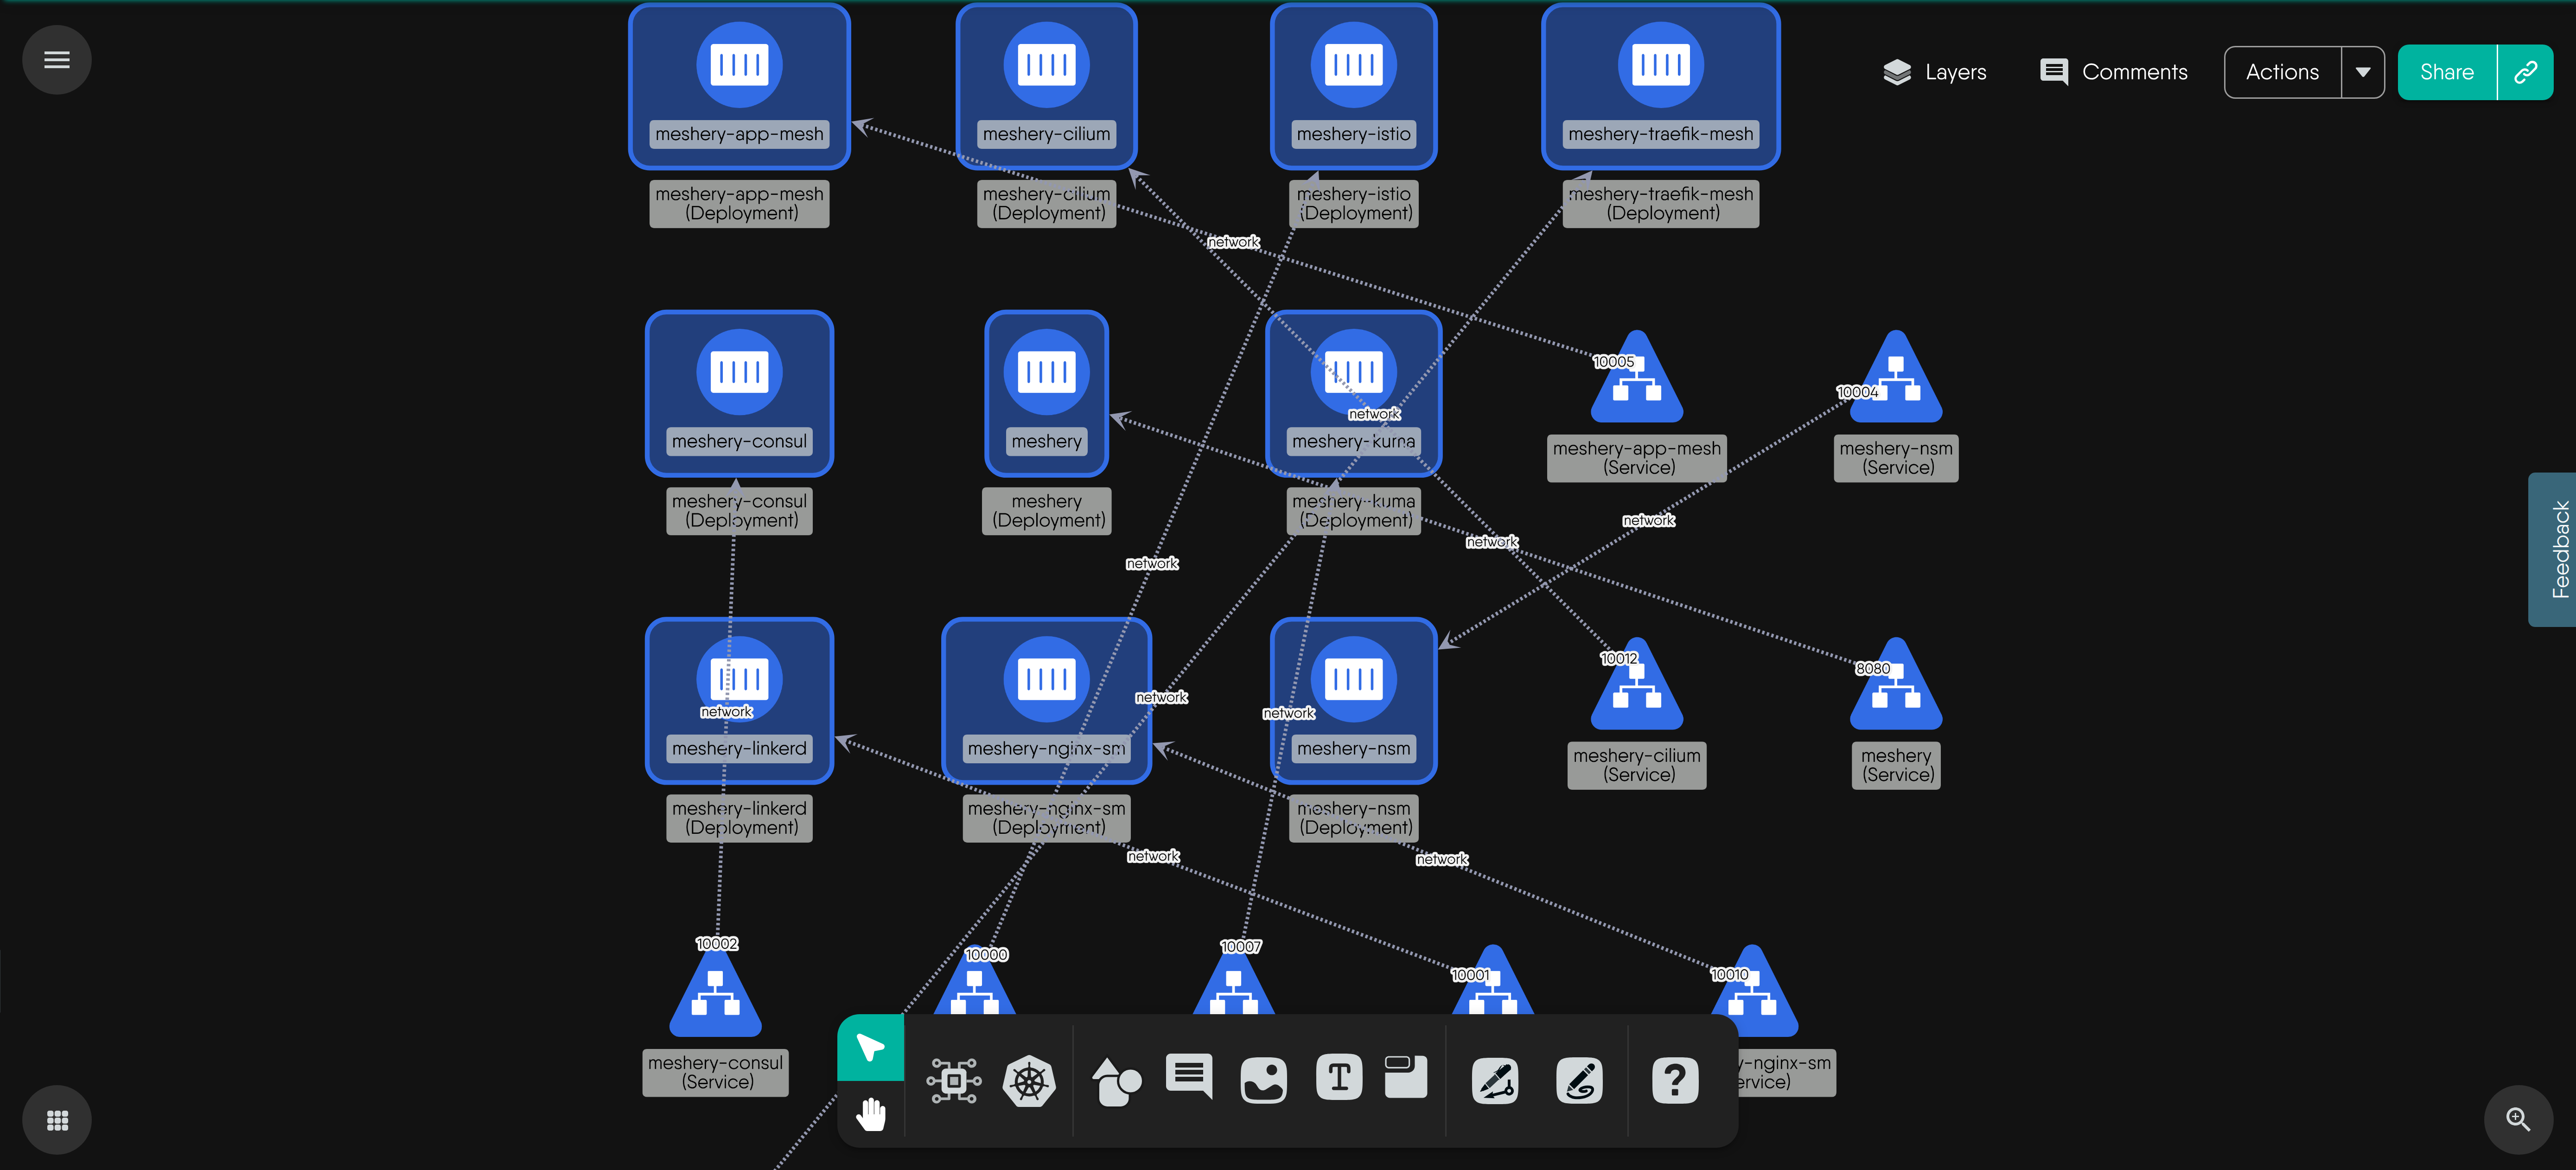 meshery-app-mesh
meshery-cilium
meshery-istio
meshery-traefik-mesh
Layers
Comments
Actions
Share
meshery-app-mesh
(Deployment)
meshery-cilium
(Deployment)
meshery-istio
(Deployment)
meshery-traefik-mesh
(Deployment)
network
10005
10004
network
meshery-consul
meshery
meshery-kuma
meshery-app-mesh
(Service)
meshery-nsm
(Service)
meshery-consul
(Deployment)
meshery
(Deployment)
meshery-kuma
(Deployment)
network
network
network
Feedback
10012
8080
network
network
network
meshery-linkerd
meshery-nginx-sm
meshery-nsm
meshery-cilium
(Service)
meshery
(Service)
meshery-linkerd
(Deployment)
meshery-nginx-sm
(Deployment)
meshery-nsm
(Deployment)
network
network
10002
10000
10007
10001
10010
meshery-consul
(Service)
y-nginx-sm
ervice)
T
?